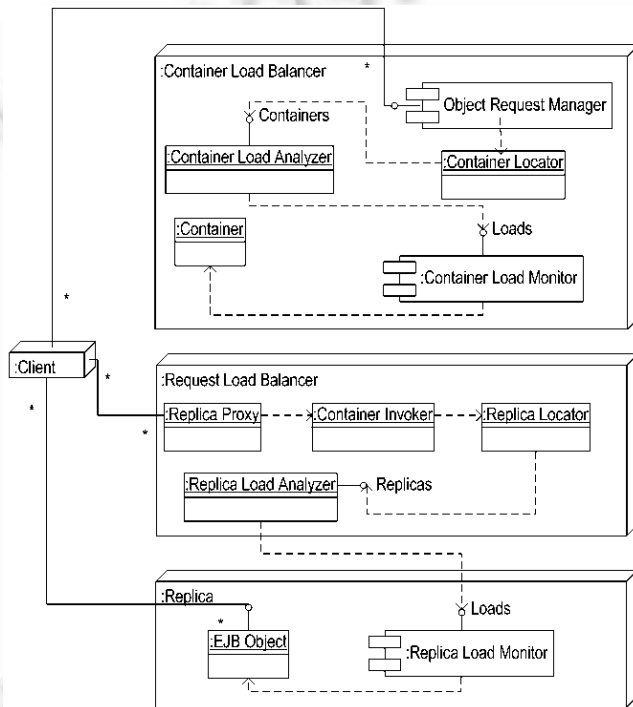 :Container Load Balancer
*
Object Request Manager
Containers
:Container Load Analyzer
:Container Locator
:Container
Loads
:Container Load Monitor
*
:Client
*
*
*
:Request Load Balancer
:Replica Proxy
:Container Invoker
:Replica Locator
:Replica Load Analyzer
Replicas
:Replica
Loads
*
:EJB Object
:Replica Load Monitor